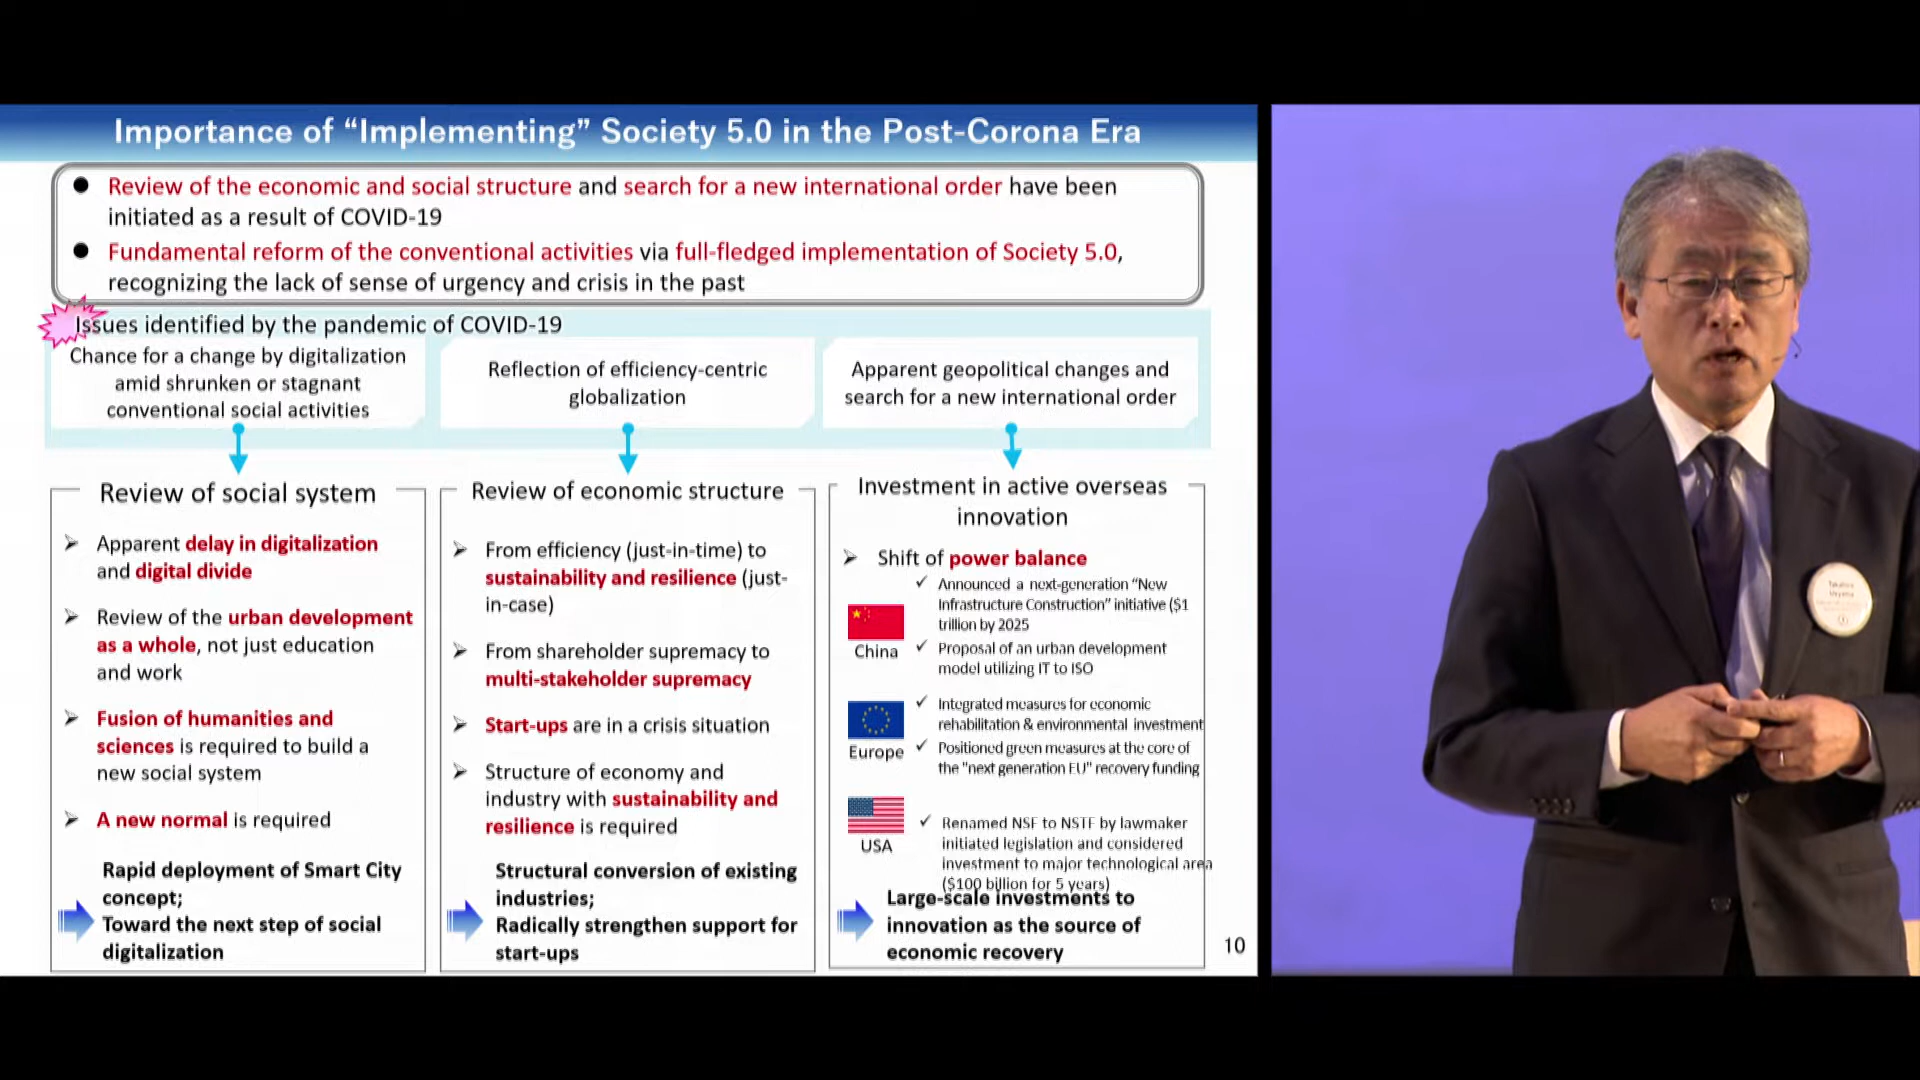 Importance of “Implementing” Society 5.0 in the Post-Corona Era
● Review of the economic and social structure and search for a new international order have been
initiated as a result of COVID-19
● Fundamental reform of the conventional activities via full-fledged implementation of Society 5.0,
recognizing the lack of sense of urgency and crisis in the past
Issues identified by the pandemic of COVID-19
Chance for a change by digitalization
amid shrunken or stagnant
conventional social activities
Reflection of efficiency-centric
globalization
Apparent geopolitical changes and
search for a new international order
Review of social system
➢ Apparent delay in digitalization
and digital divide
➢ Review of the urban development
as a whole, not just education
and work
➢ Fusion of humanities and
sciences is required to build a
new social system
➢ A new normal is required
Rapid deployment of Smart City
concept;
Toward the next step of social
digitalization
Review of economic structure
➢ From efficiency (just-in-time) to
sustainability and resilience (just-
in-case)
➢ From shareholder supremacy to
multi-stakeholder supremacy
➢ Start-ups are in a crisis situation
➢ Structure of economy and
industry with sustainability and
resilience is required
Structural conversion of existing
industries;
Radically strengthen support for
start-ups
Investment in active overseas
innovation
➢ Shift of power balance
China
✓ Announced a next-generation “New
Infrastructure Construction” initiative ($1
trillion by 2025
✓ Proposal of an urban development
model utilizing IT to ISO
Europe
✓ Integrated measures for economic
rehabilitation & environmental investment
✓ Positioned green measures at the core of
the "next generation EU" recovery funding
USA
✓ Renamed NSF to NSTF by lawmaker
initiated legislation and considered
investment to major technological area
($100 billion for 5 years)
Large-scale investments to
innovation as the source of
economic recovery
10
Takahiro
Ueyama